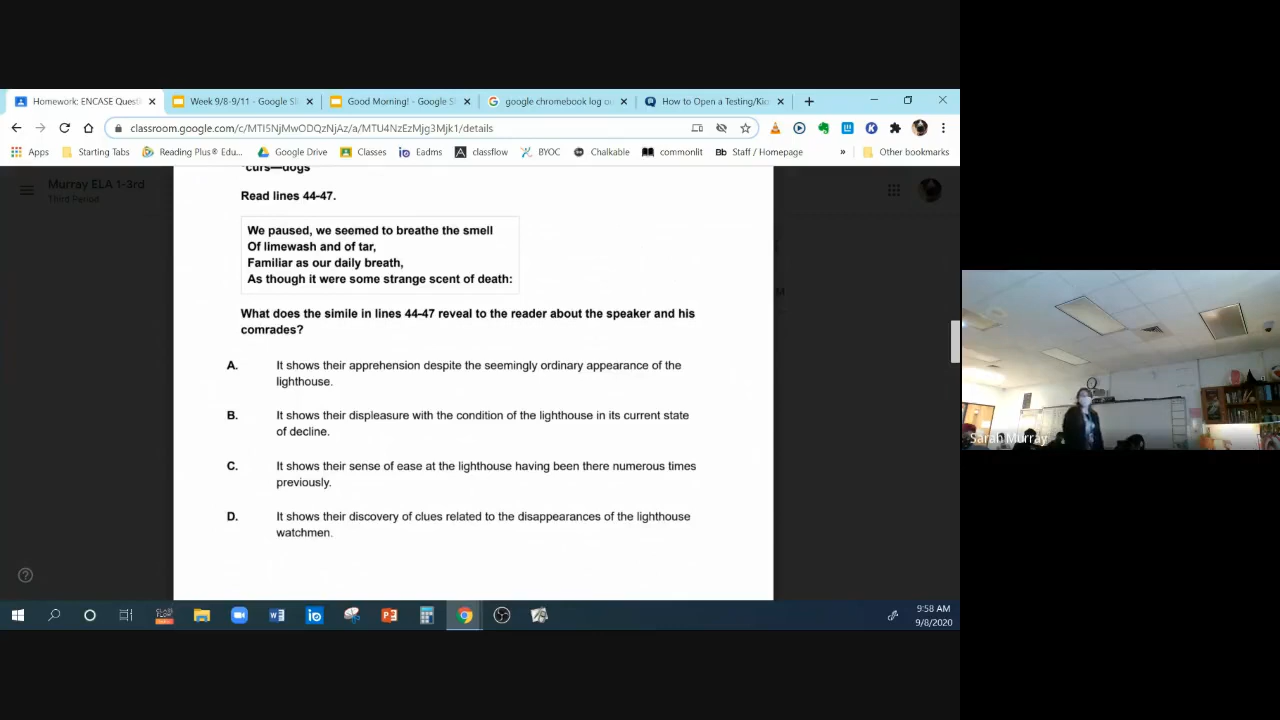 Homework: ENCASE Quest
Week 9/8-9/11 - Google Sl
Good Morning! - Google S
google chromebook log o
How to Open a Testing/Kio
classroom.google.com/c/MTI5NjMwODQzNjAz/a/MTU4NzEzMjg3Mjk1/details
Apps
Starting Tabs
Reading Plus® Edu...
Google Drive
Classes
Eadms
classflow
BYOC
Chalkable
commonlit
Bb Staff / Homepage
»
Other bookmarks
Murray ELA 1-3rd
Third Period
*curs—dogs
Read lines 44-47.
We paused, we seemed to breathe the smell
Of limewash and of tar,
Familiar as our daily breath,
As though it were some strange scent of death:
What does the simile in lines 44-47 reveal to the reader about the speaker and his
comrades?
A. It shows their apprehension despite the seemingly ordinary appearance of the
lighthouse.
B. It shows their displeasure with the condition of the lighthouse in its current state
of decline.
C. It shows their sense of ease at the lighthouse having been there numerous times
previously.
D. It shows their discovery of clues related to the disappearances of the lighthouse
watchmen.
Sarah Murray
9:58 AM
9/8/2020